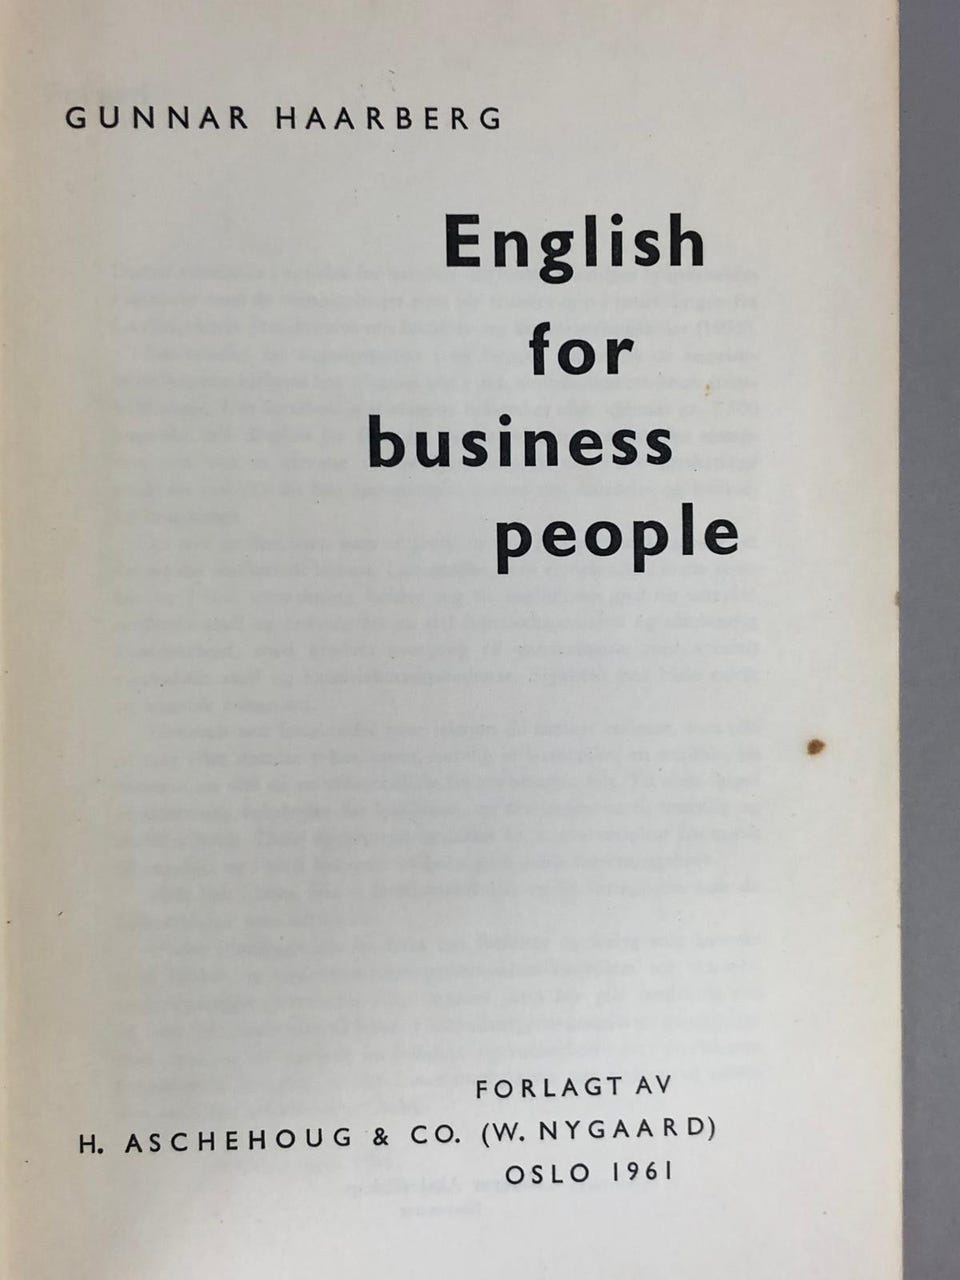 GUNNAR HAARBERG
English
for
business
people
FORLAGT AV
H. ASCHEHOUG & CO. (W. NYGAARD)
OSLO 1961